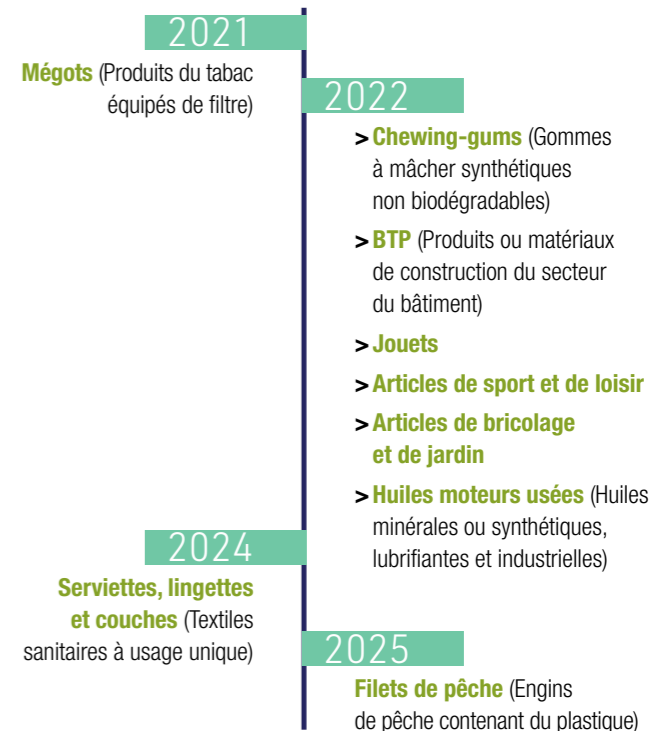 2021
Mégots (Produits du tabac
équipés de filtre)
2022
> Chewing-gums (Gommes
à mâcher synthétiques
non biodégradables)
> BTP (Produits ou matériaux
de construction du secteur
du bâtiment)
> Jouets
> Articles de sport et de loisir
> Articles de bricolage
et de jardin
> Huiles moteurs usées (Huiles
minérales ou synthétiques,
lubrifiantes et industrielles)
2024
Serviettes, lingettes
et couches (Textiles
sanitaires à usage unique)
2025
Filets de pêche (Engins
de pêche contenant du plastique)